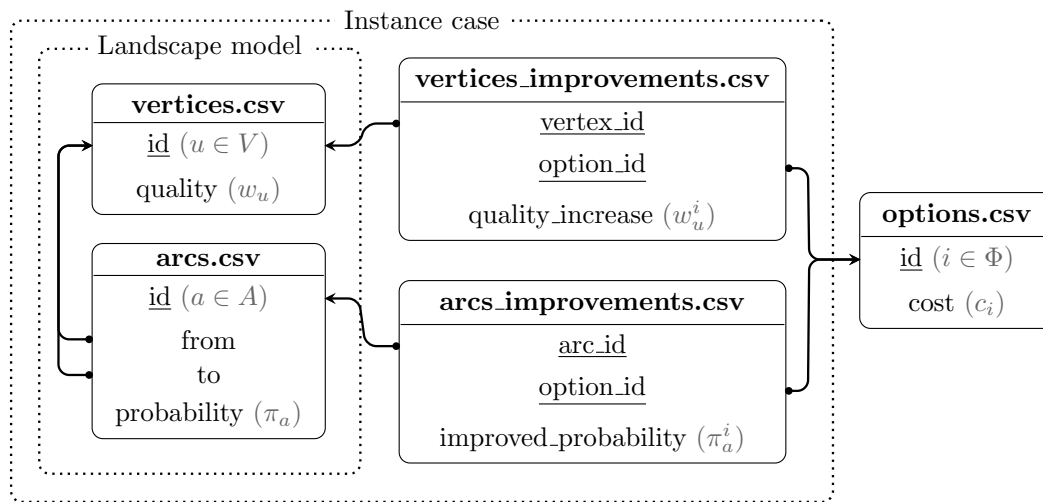 Instance case
Landscape model
vertices.csv
id (u ∈ V)
quality (w_u)
arcs.csv
id (a ∈ A)
from
to
probability (π_a)
vertices_improvements.csv
vertex_id
option_id
quality_increase (w_u^i)
arcs_improvements.csv
arc_id
option_id
improved_probability (π_a^i)
options.csv
id (i ∈ Φ)
cost (c_i)